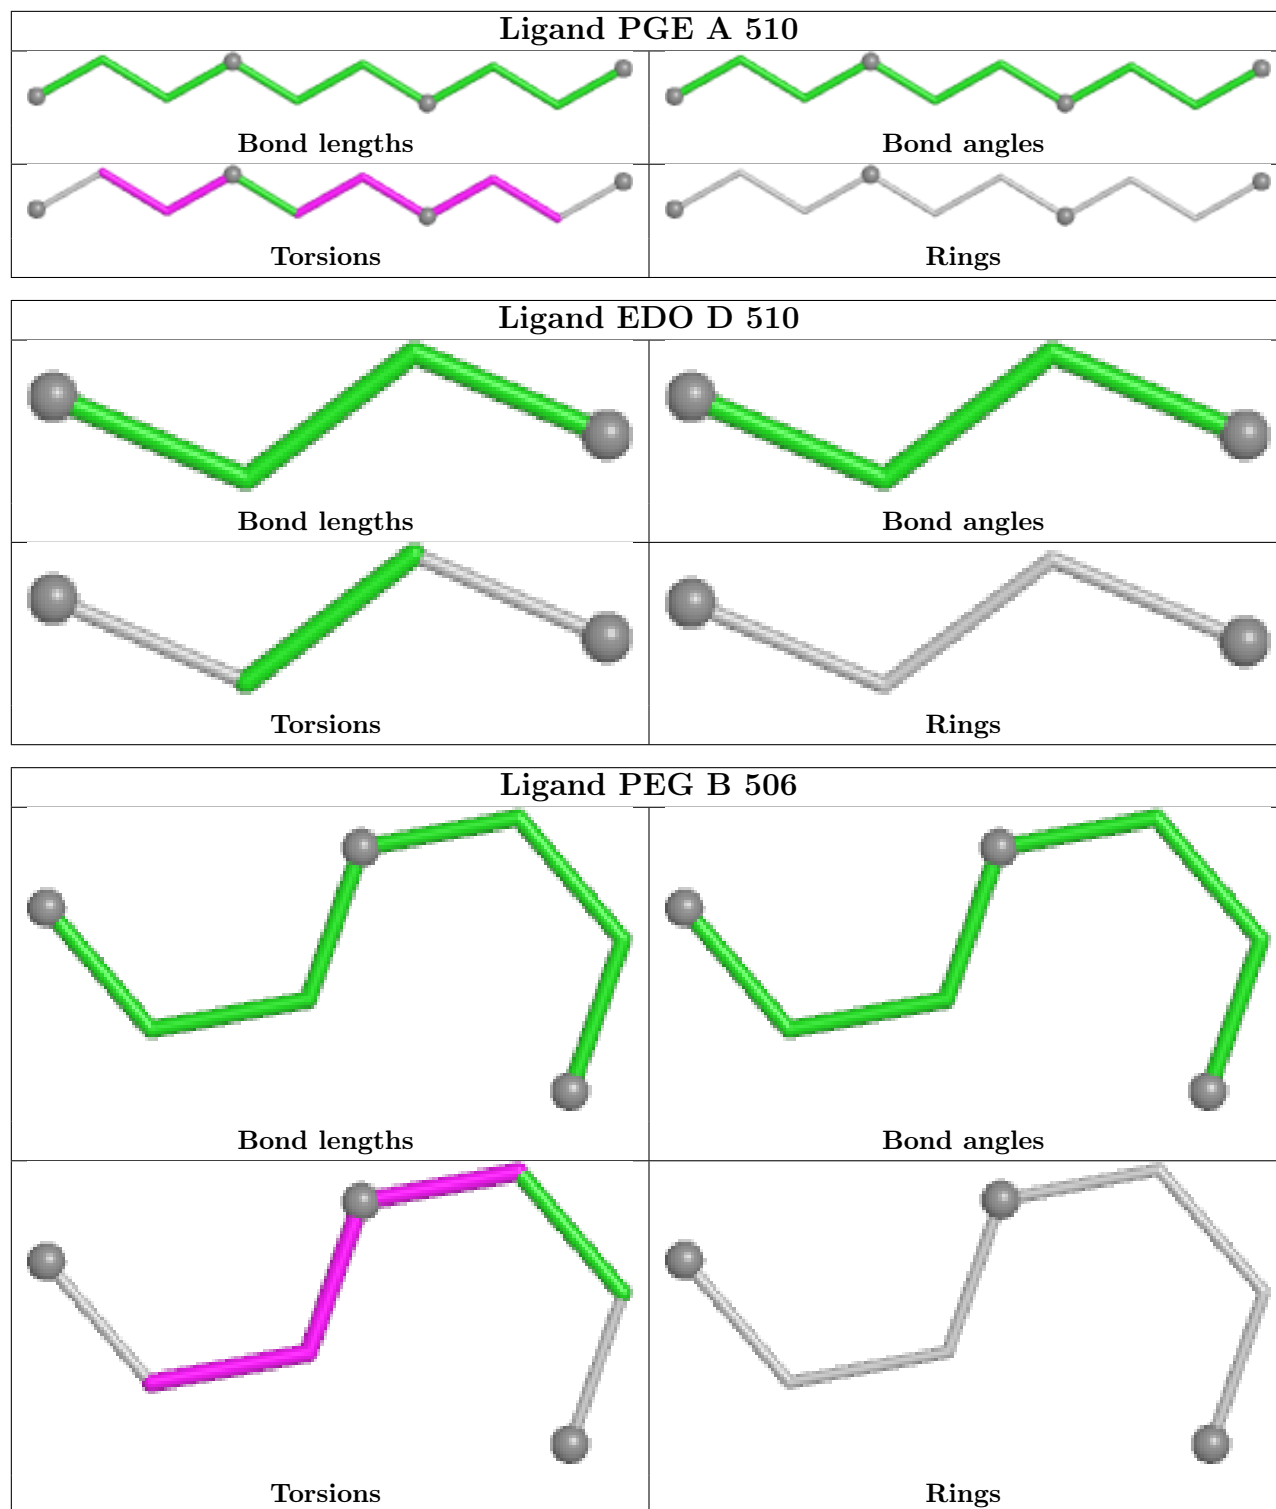 Ligand PGE A 510
Bond lengths Bond angles
Torsions Rings
Ligand EDO D 510
Bond lengths Bond angles
Torsions Rings
Ligand PEG B 506
Bond lengths Bond angles
Torsions Rings